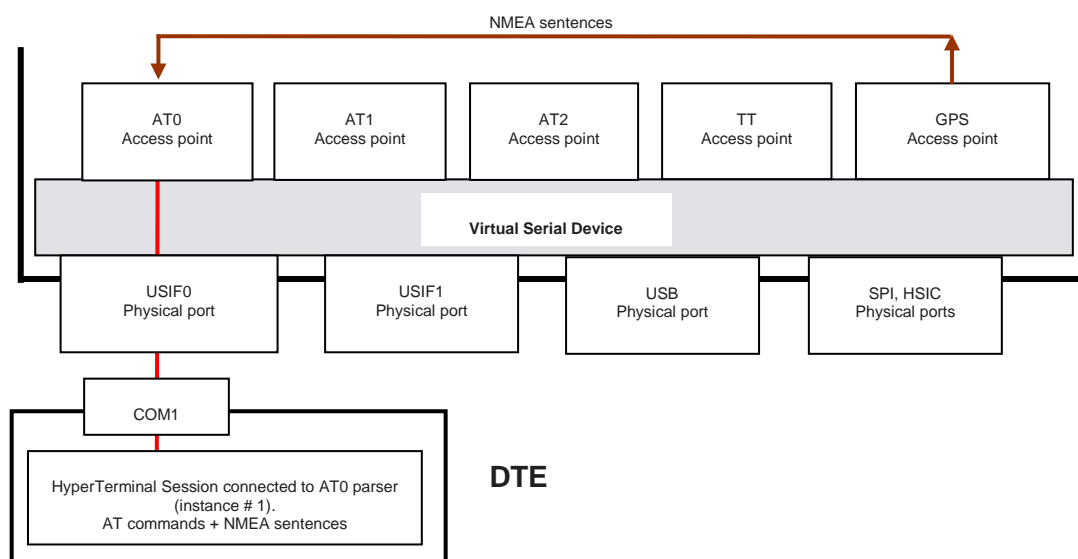 NMEA sentences
AT0
Access point
AT1
Access point
AT2
Access point
TT
Access point
GPS
Access point
Virtual Serial Device
USIF0
Physical port
USIF1
Physical port
USB
Physical port
SPI, HSIC
Physical ports
COM1
HyperTerminal Session connected to AT0 parser
(instance # 1).
AT commands + NMEA sentences
DTE